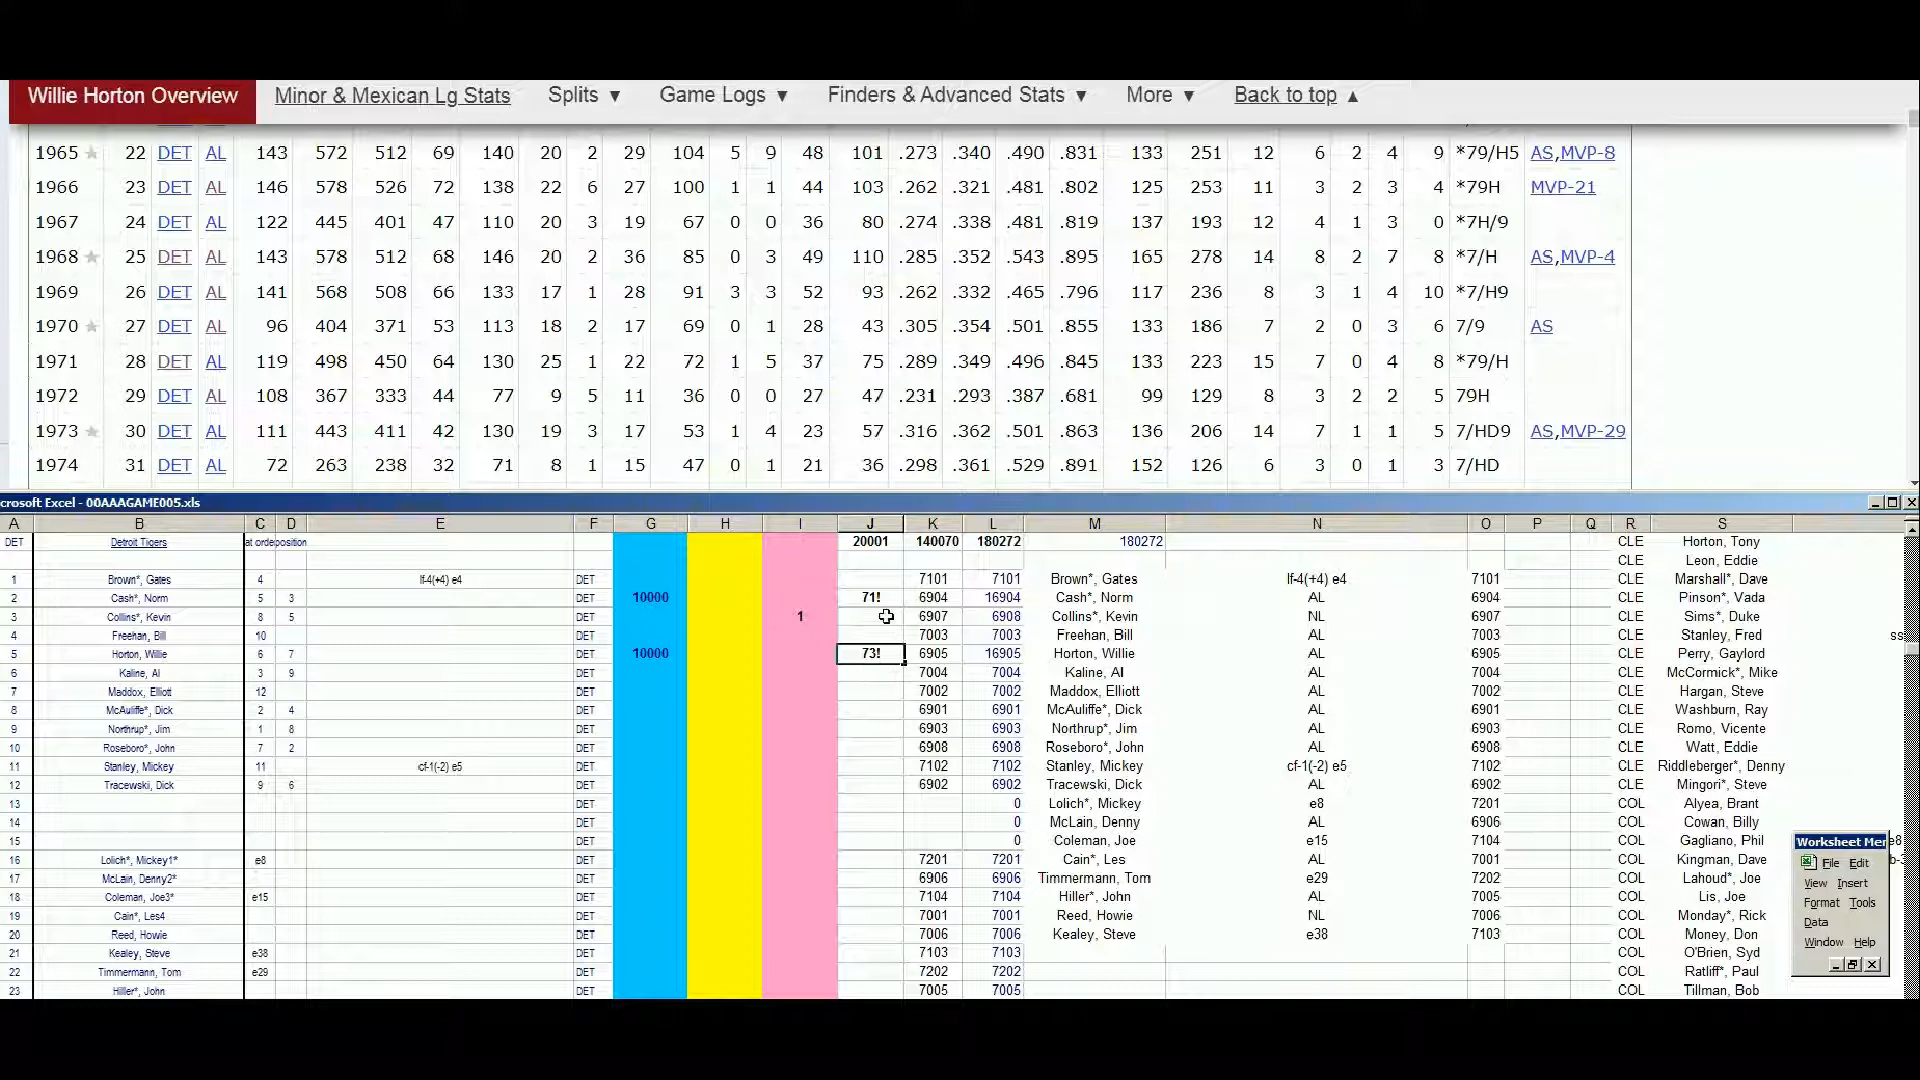 Willie Horton Overview Minor & Mexican Lg Stats Splits ▼ Game Logs ▼ Finders & Advanced Stats ▼ More ▼ Back to top ▲
1965 ★ 22 DET AL 143 572 512 69 140 20 2 29 104 5 9 48 101 .273 .340 .490 .831 133 251 12 6 2 4 9 *79/H5 AS,MVP-8
1966 23 DET AL 146 578 526 72 138 22 6 27 100 1 1 44 103 .262 .321 .481 .802 125 253 11 3 2 3 4 *79H MVP-21
1967 24 DET AL 122 445 401 47 110 20 3 19 67 0 0 36 80 .274 .338 .481 .819 137 193 12 4 1 3 0 *7H/9
1968 ★ 25 DET AL 143 578 512 68 146 20 2 36 85 0 3 49 110 .285 .352 .543 .895 165 278 14 8 2 7 8 *7/H AS,MVP-4
1969 26 DET AL 141 568 508 66 133 17 1 28 91 3 3 52 93 .262 .332 .465 .796 117 236 8 3 1 4 10 *7/H9
1970 ★ 27 DET AL 96 404 371 53 113 18 2 17 69 0 1 28 43 .305 .354 .501 .855 133 186 7 2 0 3 6 7/9 AS
1971 28 DET AL 119 498 450 64 130 25 1 22 72 1 5 37 75 .289 .349 .496 .845 133 223 15 7 0 4 8 *79/H
1972 29 DET AL 108 367 333 44 77 9 5 11 36 0 0 27 47 .231 .293 .387 .681 99 129 8 3 2 2 5 79H
1973 ★ 30 DET AL 111 443 411 42 130 19 3 17 53 1 4 23 57 .316 .362 .501 .863 136 206 14 7 1 1 5 7/HD9 AS,MVP-29
1974 31 DET AL 72 263 238 32 71 8 1 15 47 0 1 21 36 .298 .361 .529 .891 152 126 6 3 0 1 3 7/HD
crosoft Excel - 00AAAGAME005.xls
A B C D E F G H I J K L M N O P Q R S
DET Detroit Tigers at orde position 20001 140070 180272 180272 CLE Horton, Tony
CLE Leon, Eddie
1 Brown*, Gates 4 lf-4(+4) e4 DET 7101 7101 Brown*, Gates lf-4(+4) e4 7101 CLE Marshall*, Dave
2 Cash*, Norm 5 3 DET 10000 71! 6904 16904 Cash*, Norm AL 6904 CLE Pinson*, Vada
3 Collins*, Kevin 8 5 DET 1 6907 6908 Collins*, Kevin NL 6907 CLE Sims*, Duke
4 Freehan, Bill 10 DET 7003 7003 Freehan, Bill AL 7003 CLE Stanley, Fred ss
5 Horton, Willie 6 7 DET 10000 73! 6905 16905 Horton, Willie AL 6905 CLE Perry, Gaylord
6 Kaline, Al 3 9 DET 7004 7004 Kaline, Al AL 7004 CLE McCormick*, Mike
7 Maddox, Elliott 12 DET 7002 7002 Maddox, Elliott AL 7002 CLE Hargan, Steve
8 McAuliffe*, Dick 2 4 DET 6901 6901 McAuliffe*, Dick AL 6901 CLE Washburn, Ray
9 Northrup*, Jim 1 8 DET 6903 6903 Northrup*, Jim AL 6903 CLE Romo, Vicente
10 Roseboro*, John 7 2 DET 6908 6908 Roseboro*, John AL 6908 CLE Watt, Eddie
11 Stanley, Mickey 11 cf-1(-2) e5 DET 7102 7102 Stanley, Mickey cf-1(-2) e5 7102 CLE Riddleberger*, Denny
12 Tracewski, Dick 9 6 DET 6902 6902 Tracewski, Dick AL 6902 CLE Mingori*, Steve
13 DET 0 Lolich*, Mickey e8 7201 COL Alyea, Brant
14 DET 0 McLain, Denny AL 6906 COL Cowan, Billy
15 DET 0 Coleman, Joe e15 7104 COL Gagliano, Phil e8
16 Lolich*, Mickey1* e8 DET 7201 7201 Cain*, Les AL 7001 COL Kingman, Dave b-3
17 McLain, Denny2* DET 6906 6906 Timmermann, Tom e29 7202 COL Lahoud*, Joe
18 Coleman, Joe3* e15 DET 7104 7104 Hiller*, John AL 7005 COL Lis, Joe
19 Cain*, Les4 DET 7001 7001 Reed, Howie NL 7006 COL Monday*, Rick
20 Reed, Howie DET 7006 7006 Kealey, Steve e38 7103 COL Money, Don
21 Kealey, Steve e38 DET 7103 7103 COL O'Brien, Syd
22 Timmermann, Tom e29 DET 7202 7202 COL Ratliff*, Paul
23 Hiller*, John DET 7005 7005 COL Tillman, Bob
Worksheet Mer
File Edit
View Insert
Format Tools
Data
Window Help